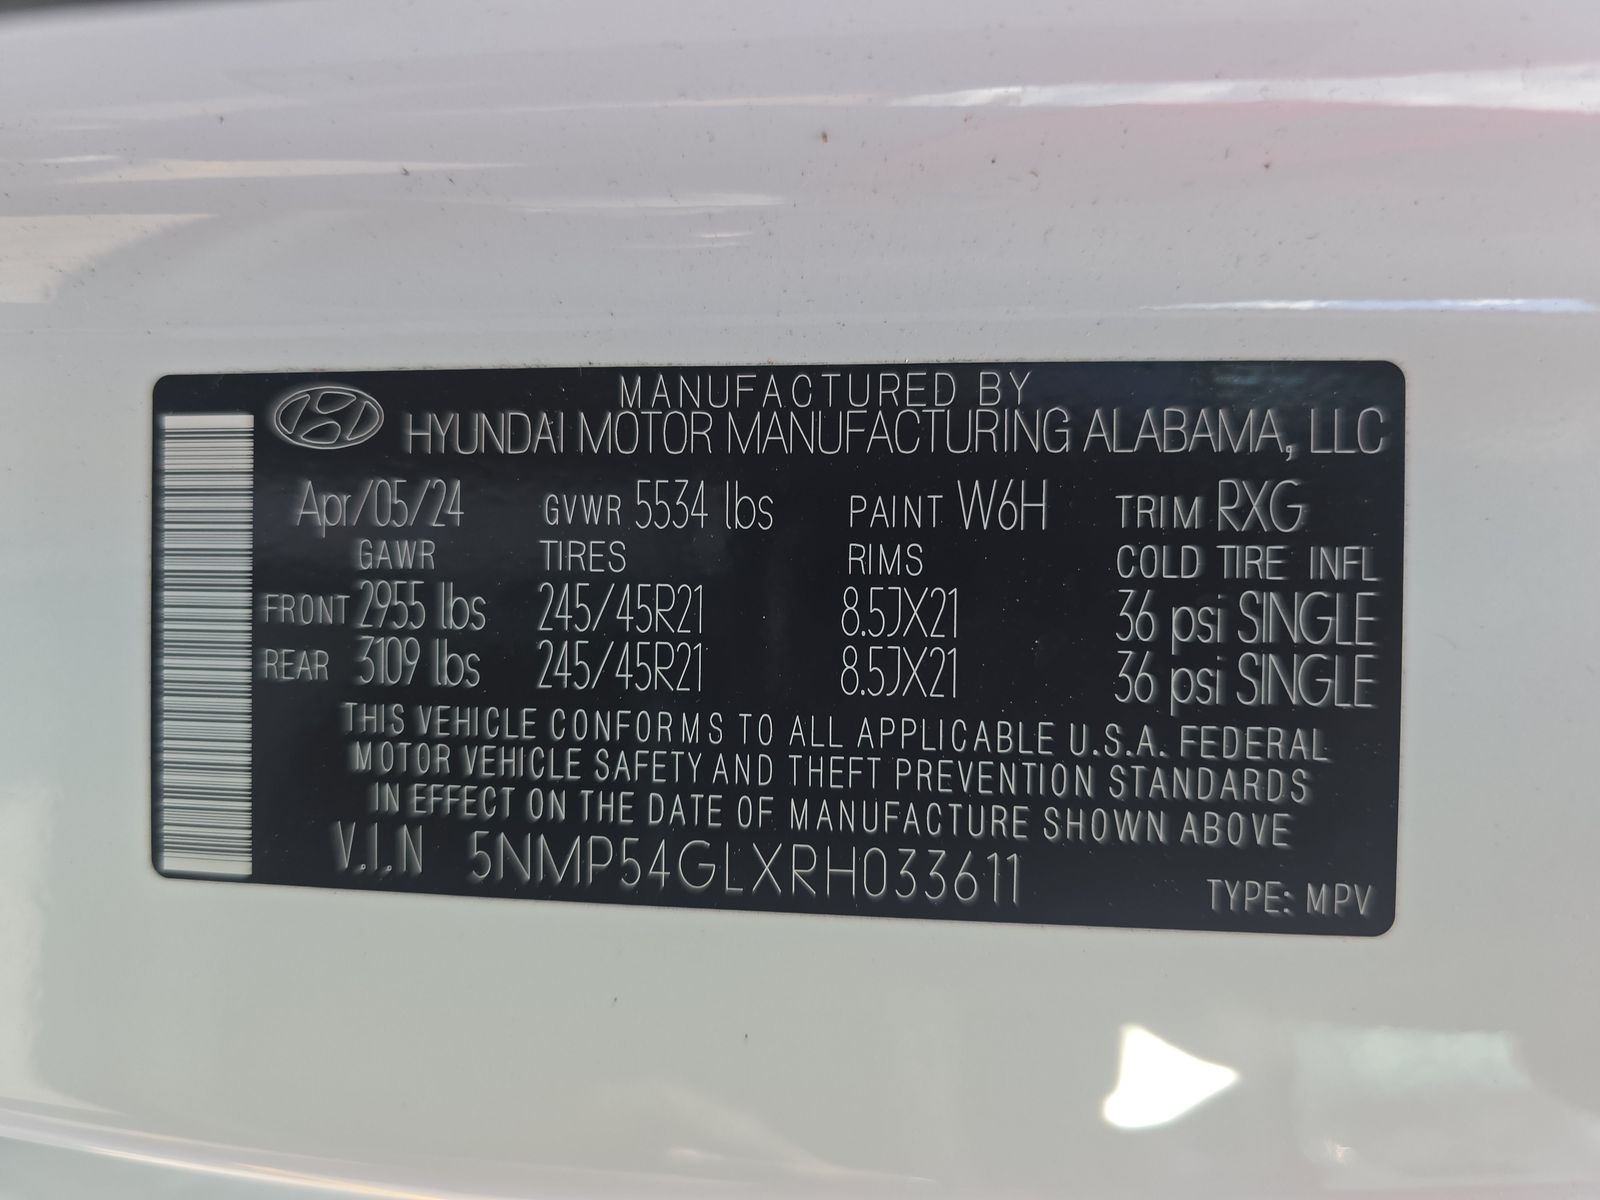 MANUFACTURED BY
HYUNDAI MOTOR MANUFACTURING ALABAMA, LLC
Apr/05/24 GVWR 5534 lbs PAINT W6H TRIM RXG
GAWR TIRES RIMS COLD TIRE INFL
FRONT 2955 lbs 245/45R21 8.5JX21 36 psi SINGLE
REAR 3109 lbs 245/45R21 8.5JX21 36 psi SINGLE
THIS VEHICLE CONFORMS TO ALL APPLICABLE U.S.A. FEDERAL
MOTOR VEHICLE SAFETY AND THEFT PREVENTION STANDARDS
IN EFFECT ON THE DATE OF MANUFACTURE SHOWN ABOVE
V.I.N 5NMP54GLXRH033611 TYPE: MPV